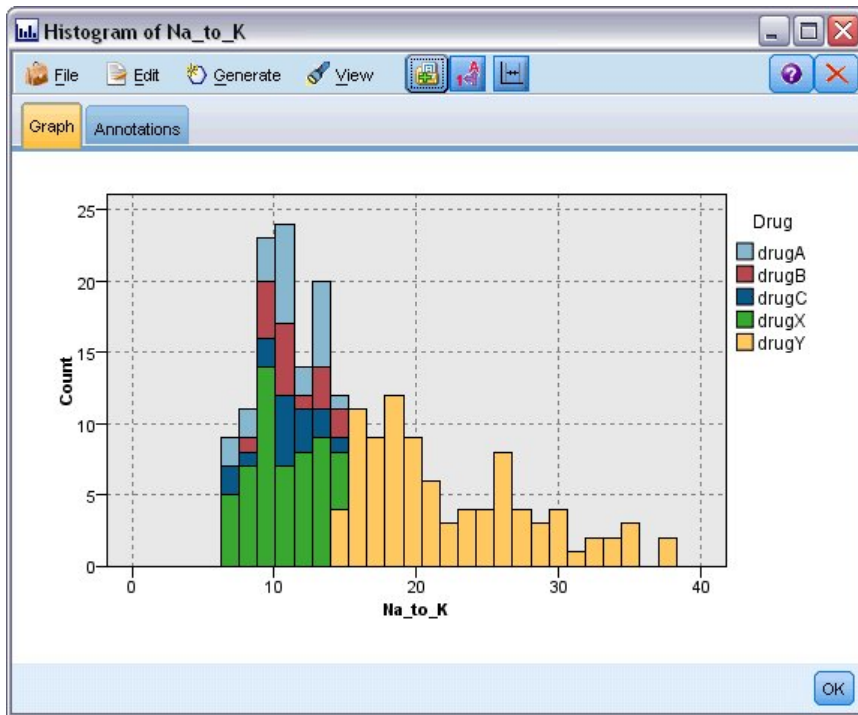 Histogram of Na_to_K
File Edit Generate View
Graph Annotations
25
20
15
10
5
0
Count
0 10 20 30 40
Na_to_K
Drug
drugA
drugB
drugC
drugX
drugY
OK